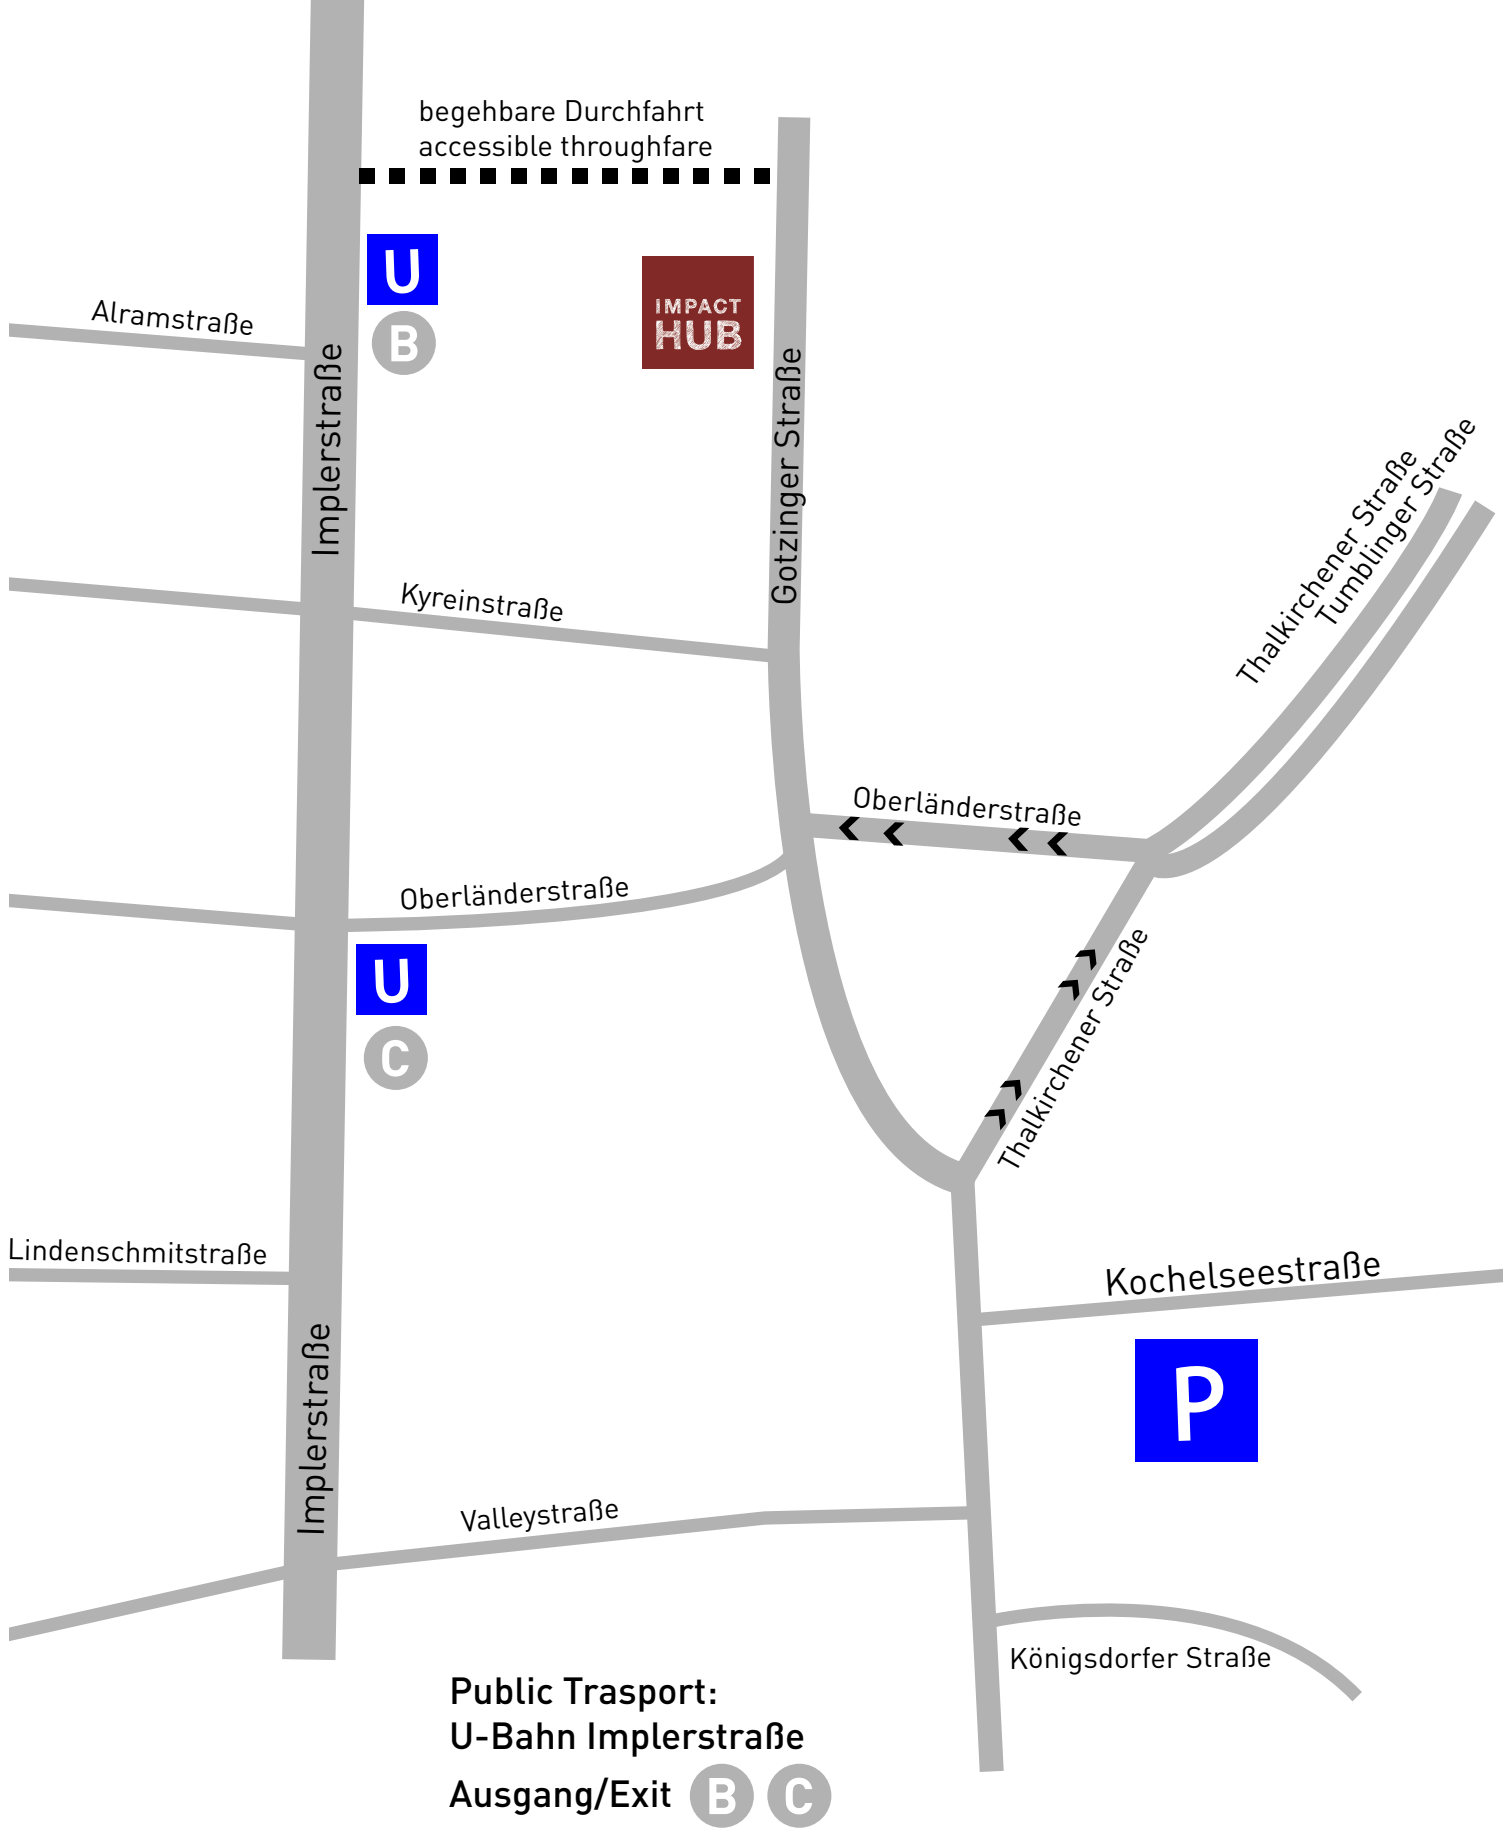 begehbare Durchfahrt
accessible throughfare
U
B
IMPACT
HUB
Alramstraße
Implerstraße
Gotzinger Straße
Thalkirchener Straße
Tumblinger Straße
Kyreinstraße
Oberländerstraße
Oberländerstraße
U
C
Thalkirchener Straße
Lindenschmitstraße
Kochelseestraße
P
Implerstraße
Valleystraße
Königsdorfer Straße
Public Trasport:
U-Bahn Implerstraße
Ausgang/Exit B C